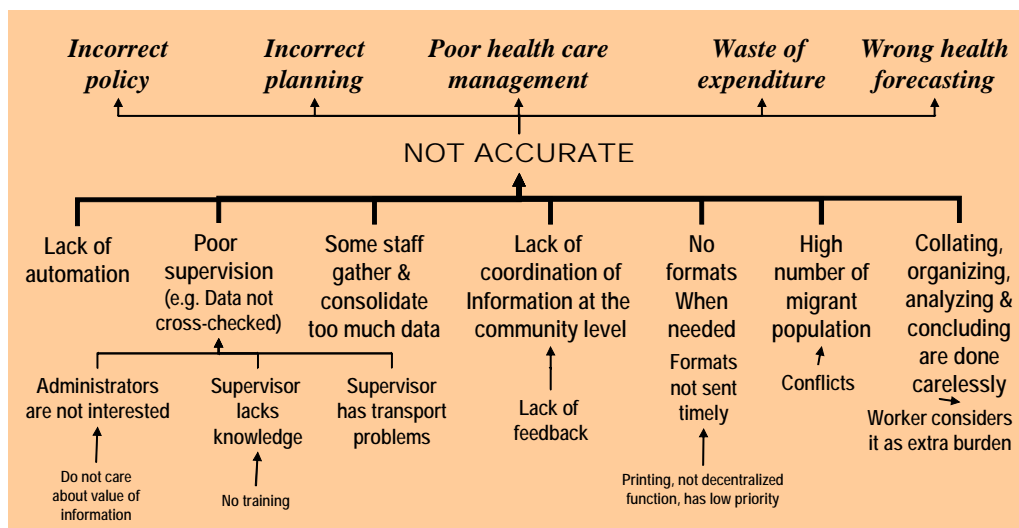 Incorrect
policy
Incorrect
planning
Poor health care
management
Waste of
expenditure
Wrong health
forecasting
NOT ACCURATE
Lack of
automation
Poor
supervision
(e.g. Data not
cross-checked)
Some staff
gather &
consolidate
too much data
Lack of
coordination of
Information at the
community level
No
formats
When
needed
High
number of
migrant
population
Collating,
organizing,
analyzing &
concluding
are done
carelessly
Administrators
are not interested
Supervisor
lacks
knowledge
Supervisor
has transport
problems
Lack of
feedback
Formats
not sent
timely
Conflicts
Worker considers
it as extra burden
Do not care
about value of
information
No training
Printing, not decentralized
function, has low priority